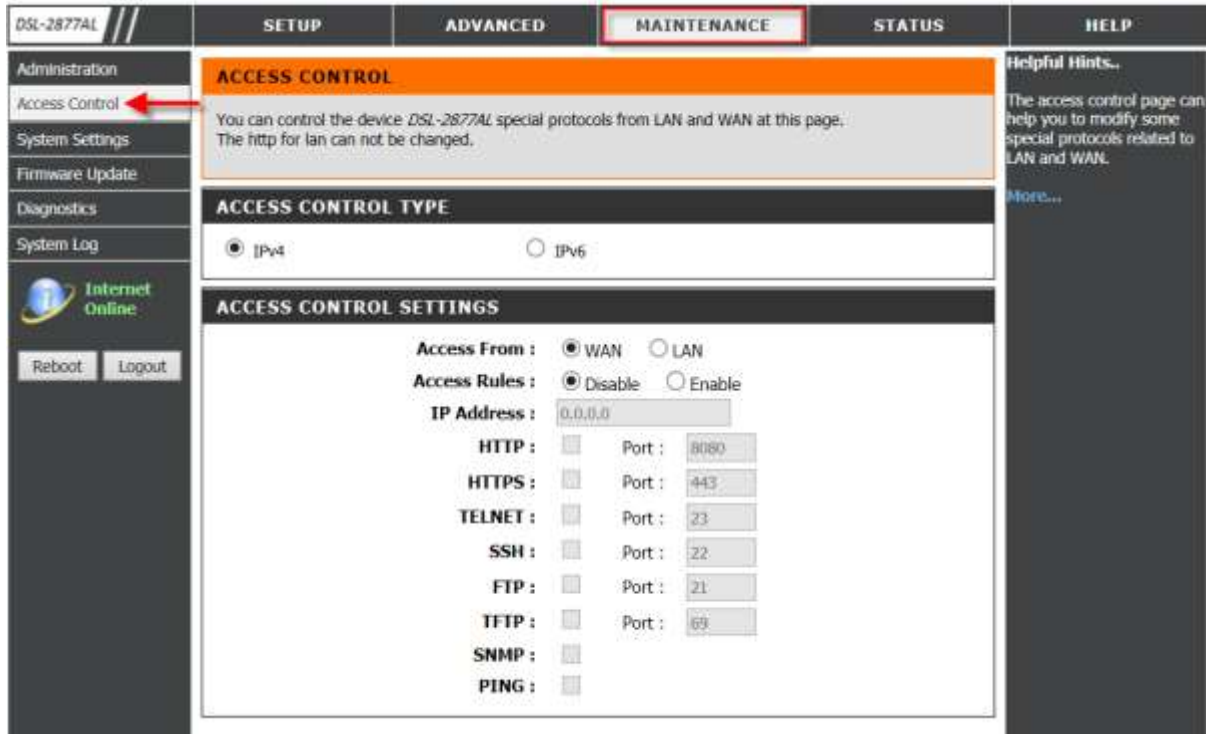 DSL-2877AL
SETUP
ADVANCED
MAINTENANCE
STATUS
HELP
Administration
Access Control
System Settings
Firmware Update
Diagnostics
System Log
Internet
Online
Reboot
Logout
ACCESS CONTROL
You can control the device DSL-2877AL special protocols from LAN and WAN at this page.
The http for lan can not be changed.
ACCESS CONTROL TYPE
IPv4 IPv6
ACCESS CONTROL SETTINGS
Access From : WAN LAN
Access Rules : Disable Enable
IP Address : 0.0.0.0
HTTP : Port : 8080
HTTPS : Port : 443
TELNET : Port : 23
SSH : Port : 22
FTP : Port : 21
TFTP : Port : 69
SNMP :
PING :
Helpful Hints..
The access control page can
help you to modify some
special protocols related to
LAN and WAN.
More...